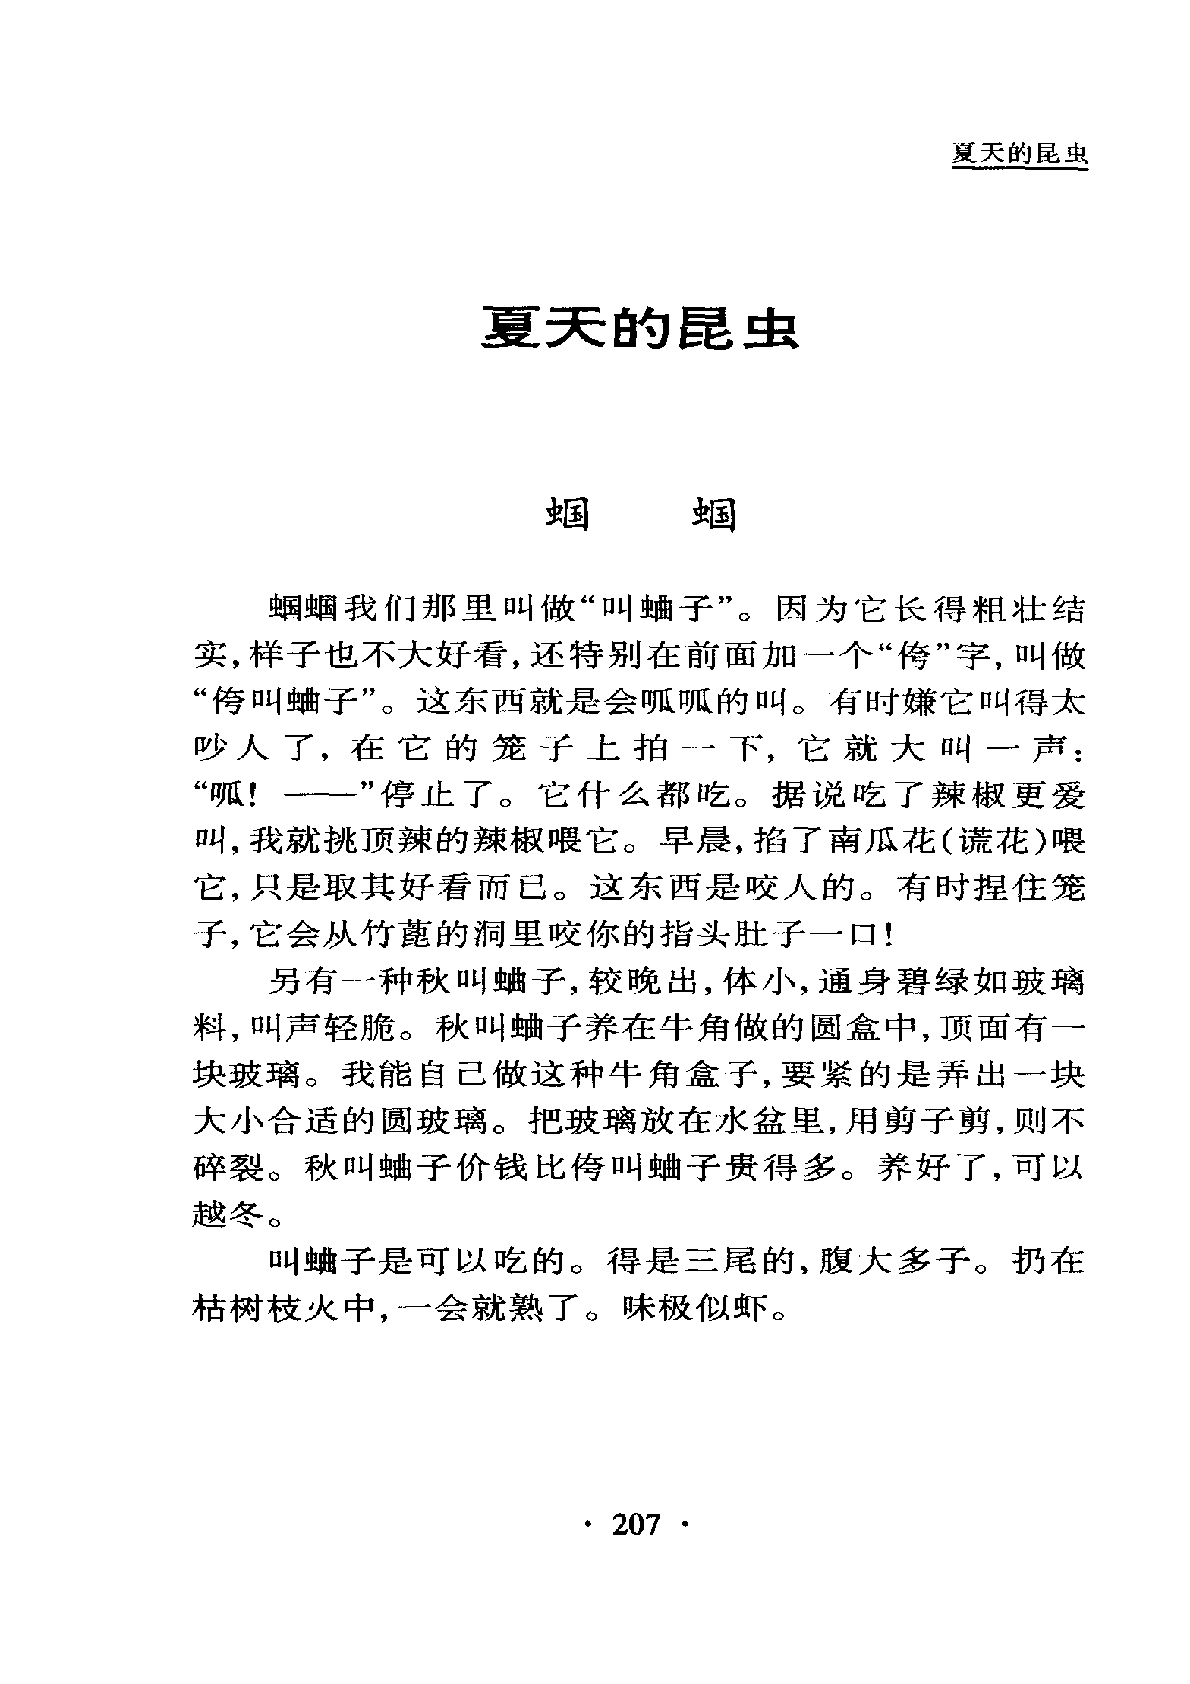 夏天的昆虫
夏天的昆虫
蝈 蝈
蝈蝈我们那里叫做“叫蚰子”。因为它长得粗壮结
实,样子也不大好看,还特别在前面加一个“侉”字,叫做
“侉叫蚰子”。这东西就是会呱呱的叫。有时嫌它叫得太
吵人了,在它的笼子上拍一下,它就大叫一声:
“呱!——”停止了。它什么都吃。据说吃了辣椒更爱
叫,我就挑顶辣的辣椒喂它。早晨,掐了南瓜花(谎花)喂
它,只是取其好看而已。这东西是咬人的。有时捏住笼
子,它会从竹蓖的洞里咬你的指头肚子一口!
另有一种秋叫蚰子,较晚出,体小,通身碧绿如玻璃
料,叫声轻脆。秋叫蚰子养在牛角做的圆盒中,顶面有一
块玻璃。我能自己做这种牛角盒子,要紧的是弄出一块
大小合适的圆玻璃。把玻璃放在水盆里,用剪子剪,则不
碎裂。秋叫蚰子价钱比侉叫蚰子贵得多。养好了,可以
越冬。
叫蚰子是可以吃的。得是三尾的,腹大多子。扔在
枯树枝火中,一会就熟了。味极似虾。
· 207 ·